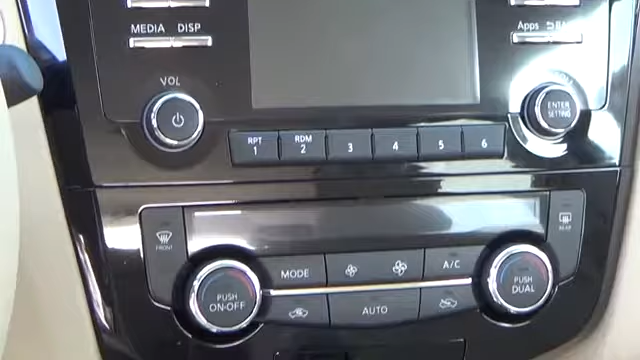 MEDIA DISP
Apps
VOL
ENTER
SETTING
RPT
1
RDM
2
3
4
5
6
FRONT
REAR
MODE
A/C
PUSH
ON·OFF
AUTO
PUSH
DUAL